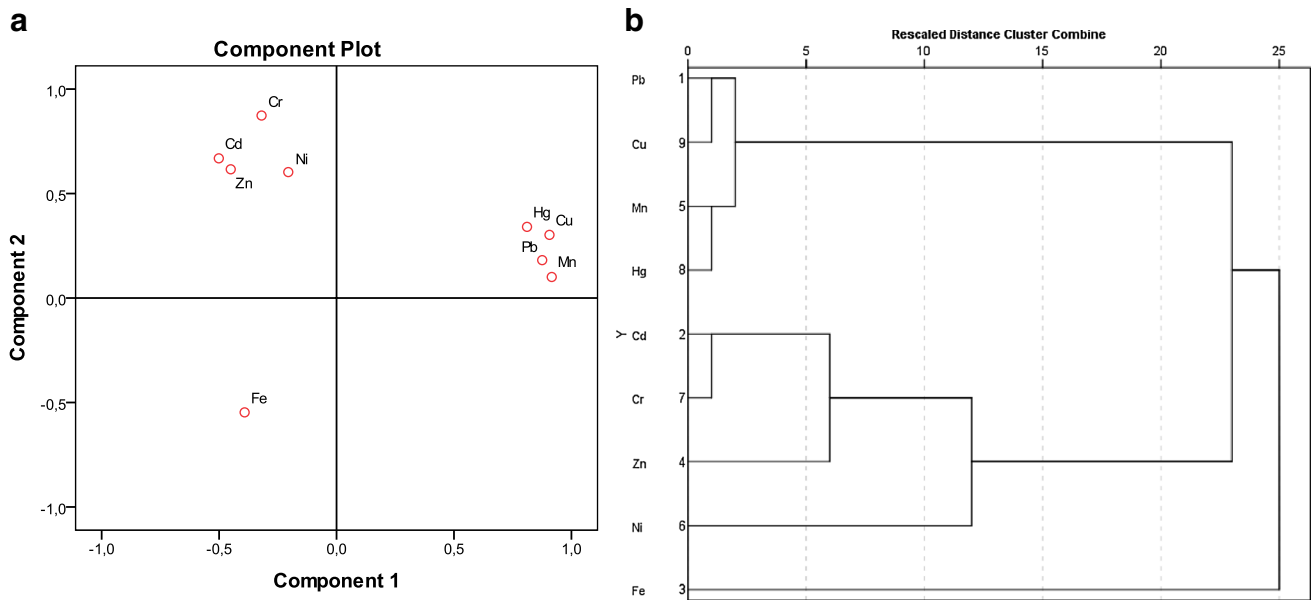 a
Component Plot
Component 2
1,0
0,5
0,0
-0,5
-1,0
Cr
Cd
Zn
Ni
Hg
Cu
Pb
Mn
Fe
-1,0 -0,5 0,0 0,5 1,0
Component 1
b
Rescaled Distance Cluster Combine
0 5 10 15 20 25
Y
Pb 1
Cu 9
Mn 5
Hg 8
Cd 2
Cr 7
Zn 4
Ni 6
Fe 3